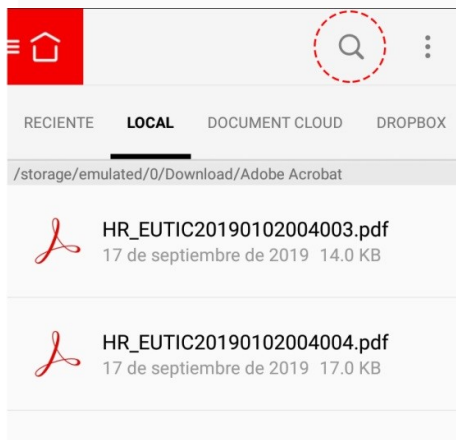 RECIENTE LOCAL DOCUMENT CLOUD DROPBOX
/storage/emulated/0/Download/Adobe Acrobat
HR_EUTIC20190102004003.pdf
17 de septiembre de 2019 14.0 KB
HR_EUTIC20190102004004.pdf
17 de septiembre de 2019 17.0 KB